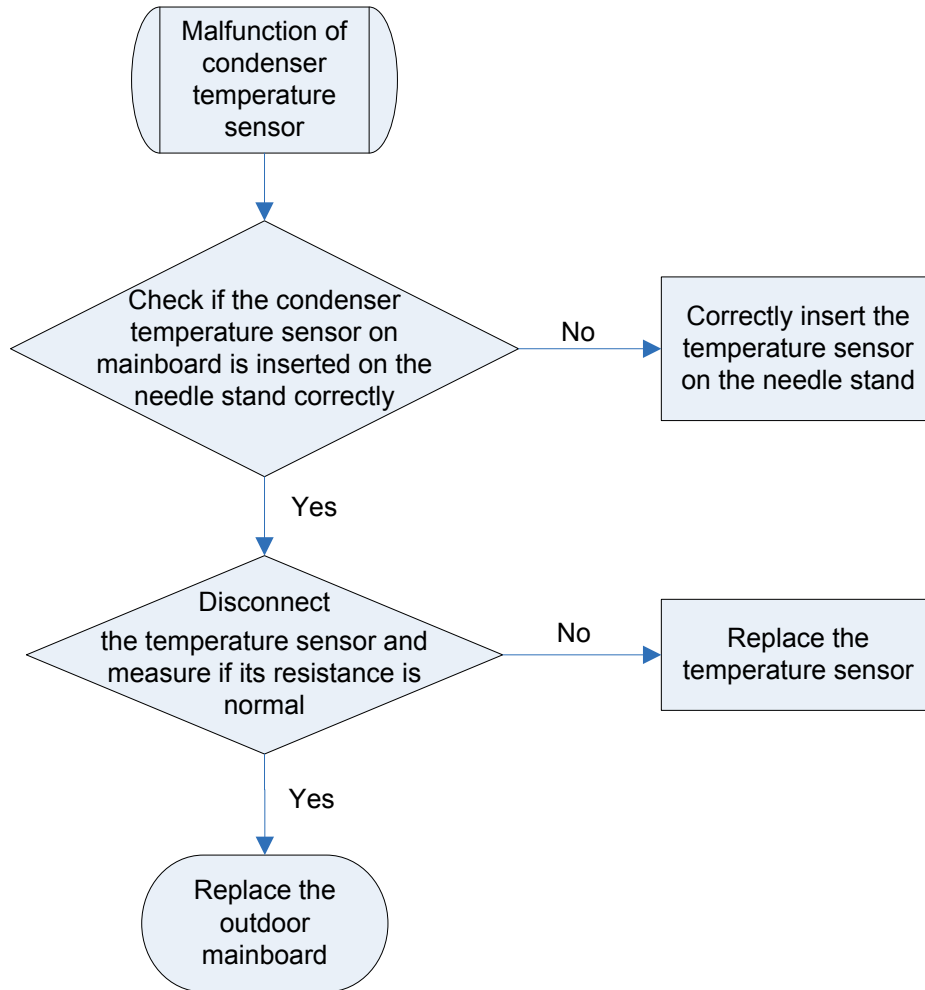 Malfunction of
condenser
temperature
sensor
Check if the condenser
temperature sensor on
mainboard is inserted on the
needle stand correctly
No
Correctly insert the
temperature sensor
on the needle stand
Yes
Disconnect
the temperature sensor and
measure if its resistance is
normal
No
Replace the
temperature sensor
Yes
Replace the
outdoor
mainboard